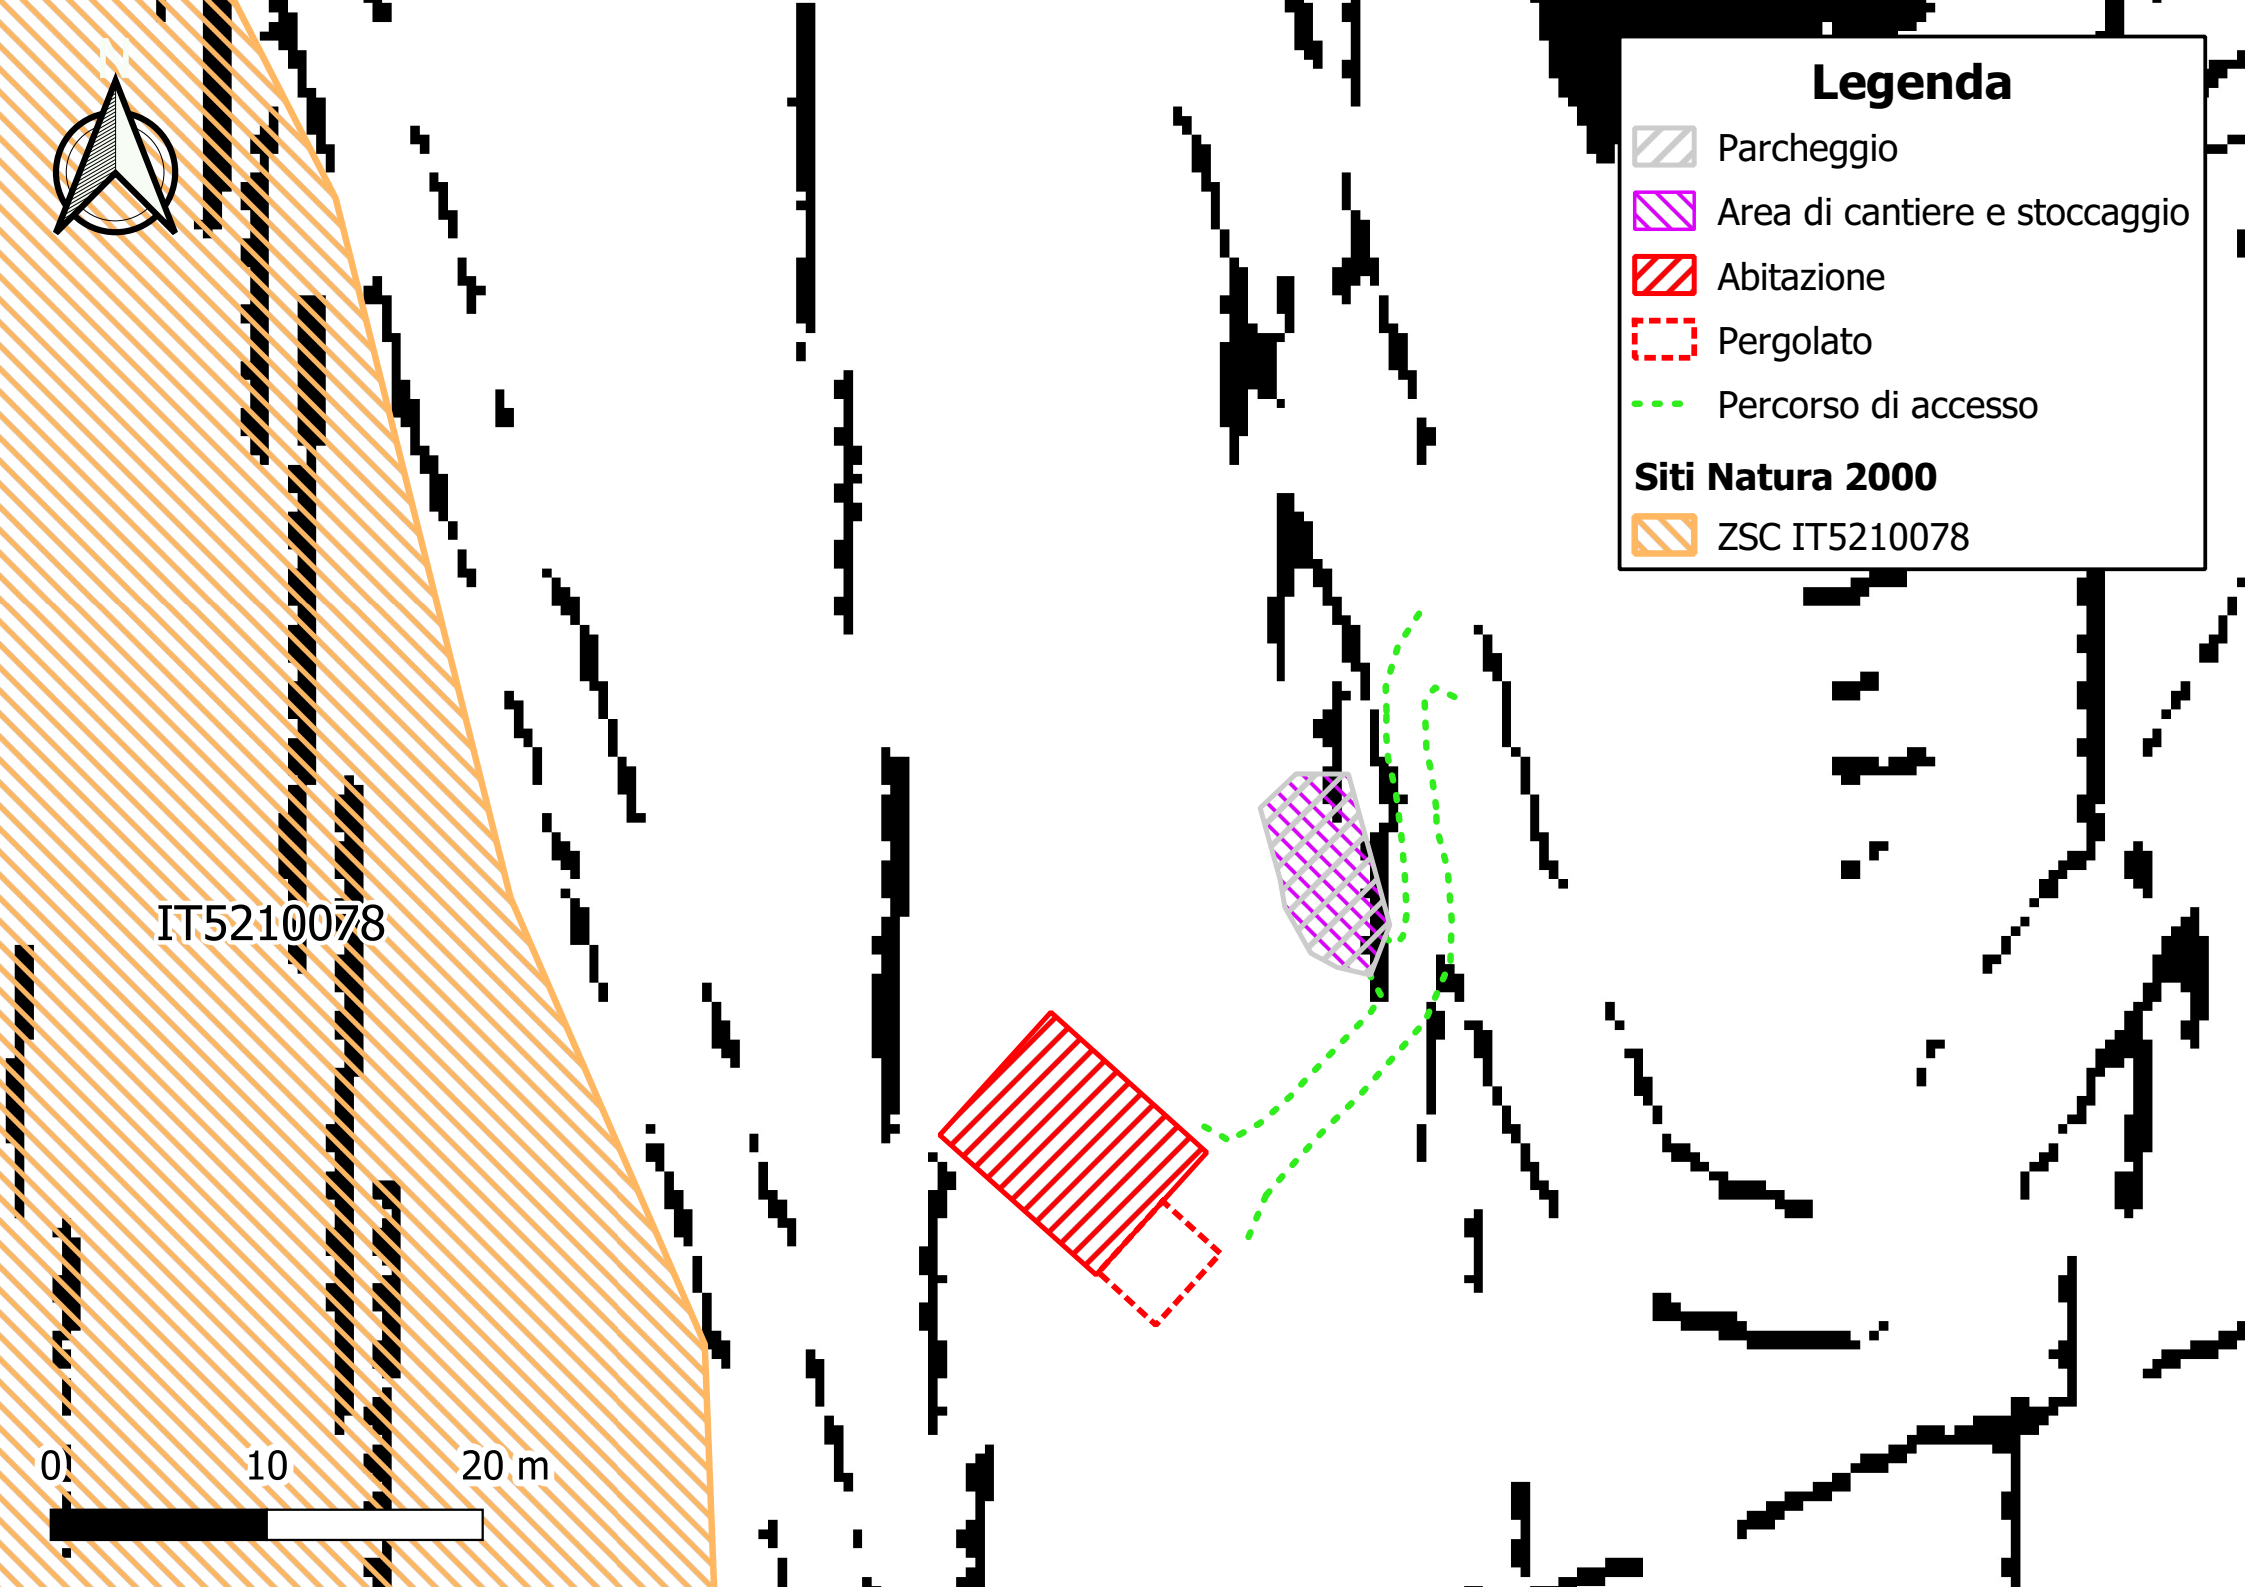 N
Legenda
Parcheggio
Area di cantiere e stoccaggio
Abitazione
Pergolato
Percorso di accesso
Siti Natura 2000
ZSC IT5210078
IT5210078
0 10 20 m